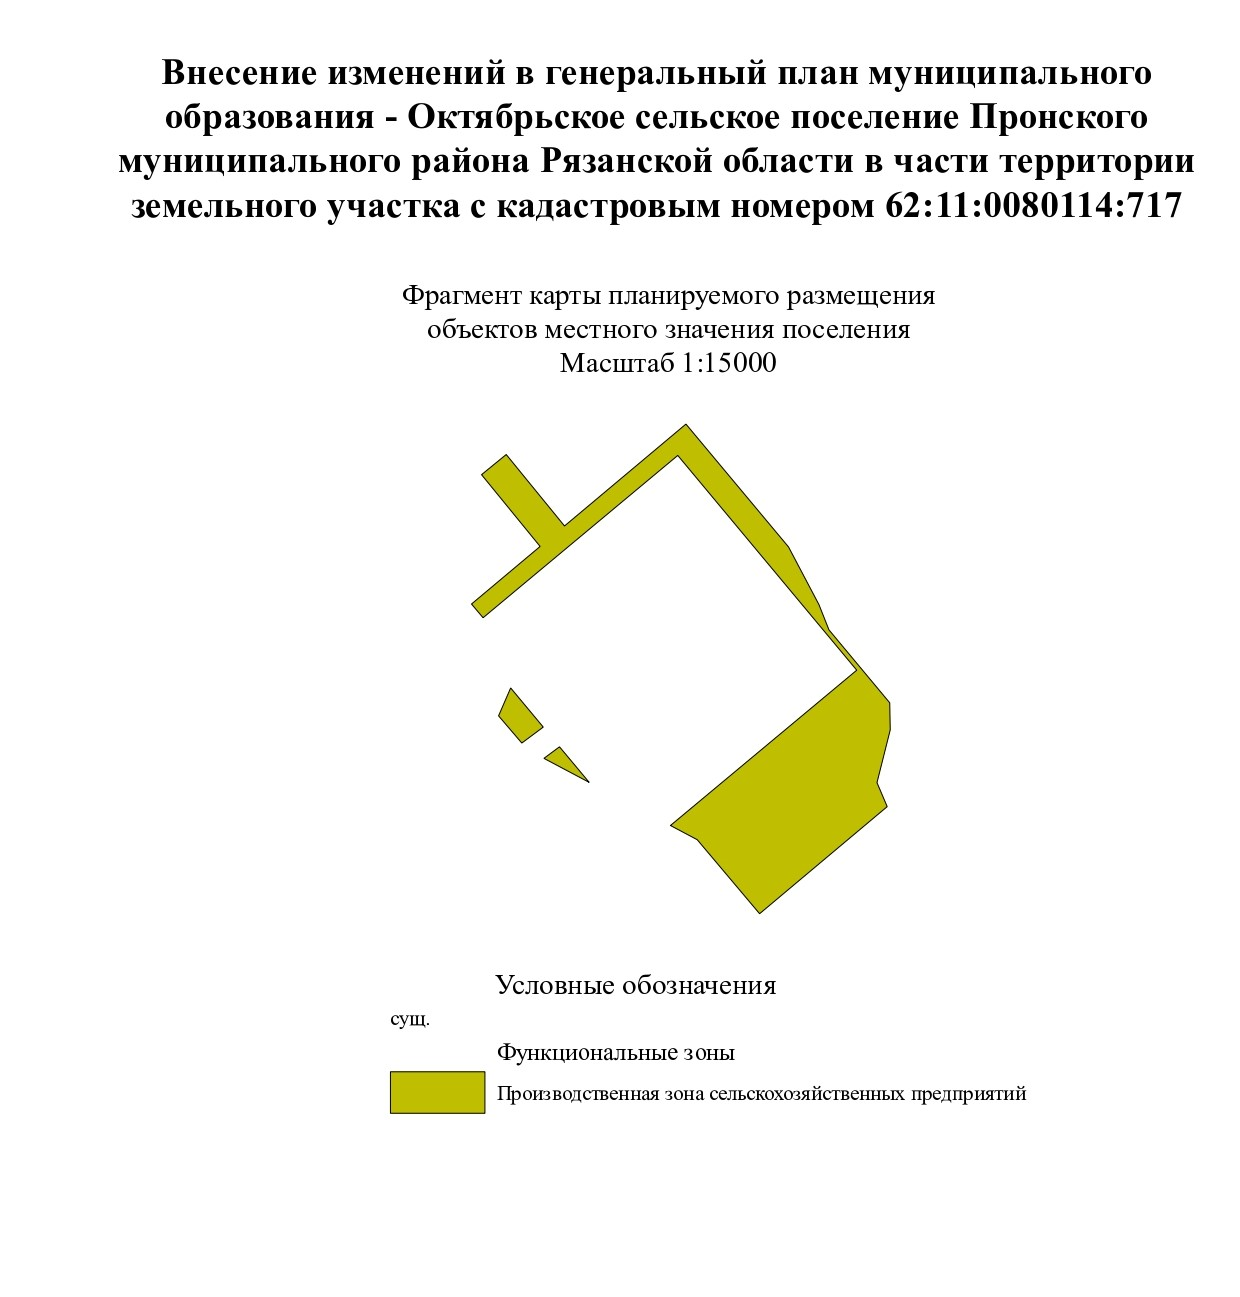 Внесение изменений в генеральный план муниципального
образования - Октябрьское сельское поселение Пронского
муниципального района Рязанской области в части территории
земельного участка с кадастровым номером 62:11:0080114:717
Фрагмент карты планируемого размещения
объектов местного значения поселения
Масштаб 1:15000
Условные обозначения
сущ.
Функциональные зоны
Производственная зона сельскохозяйственных предприятий